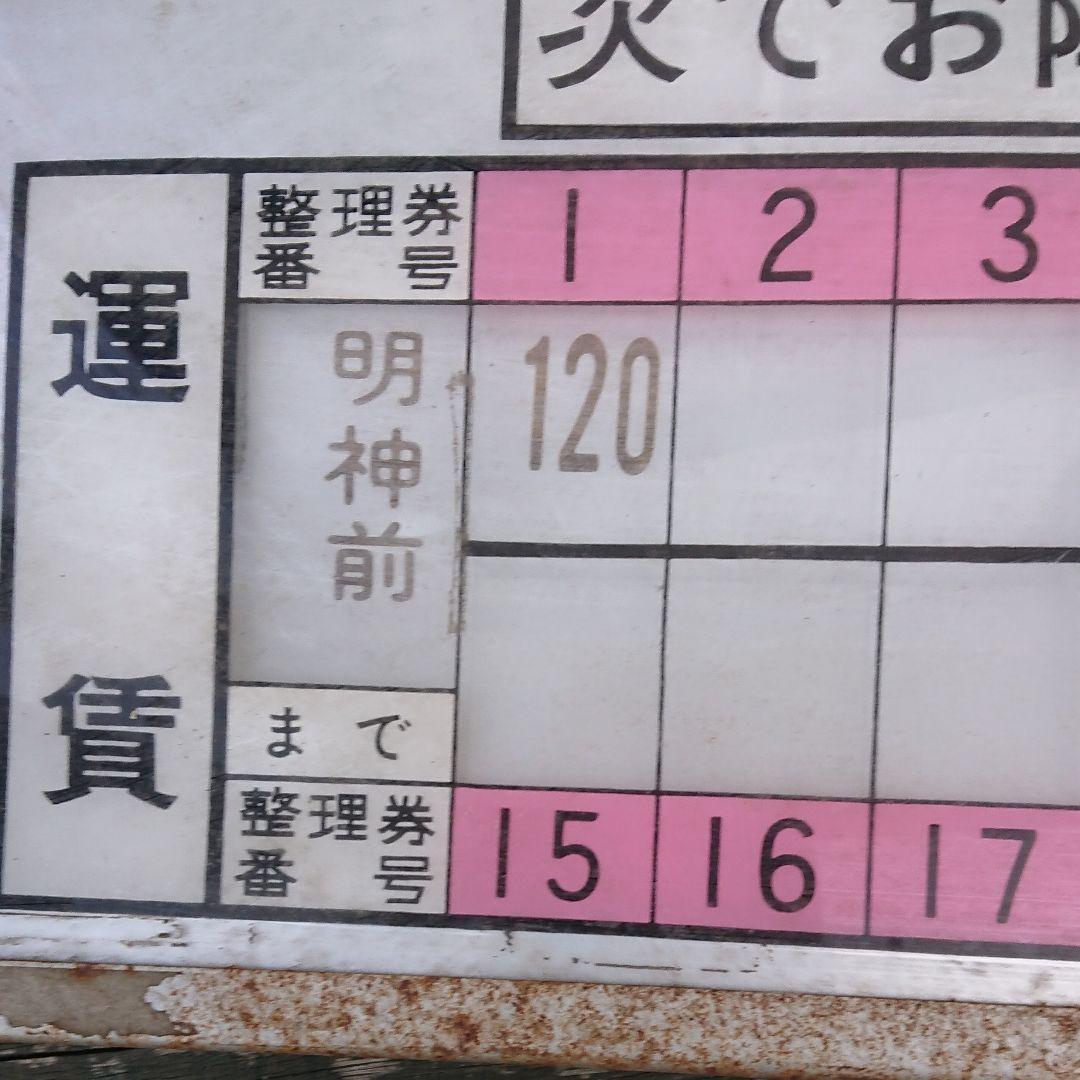 次でお降
運賃
整理券番号 1 2 3
明神前 120
まで
整理券番号 15 16 17